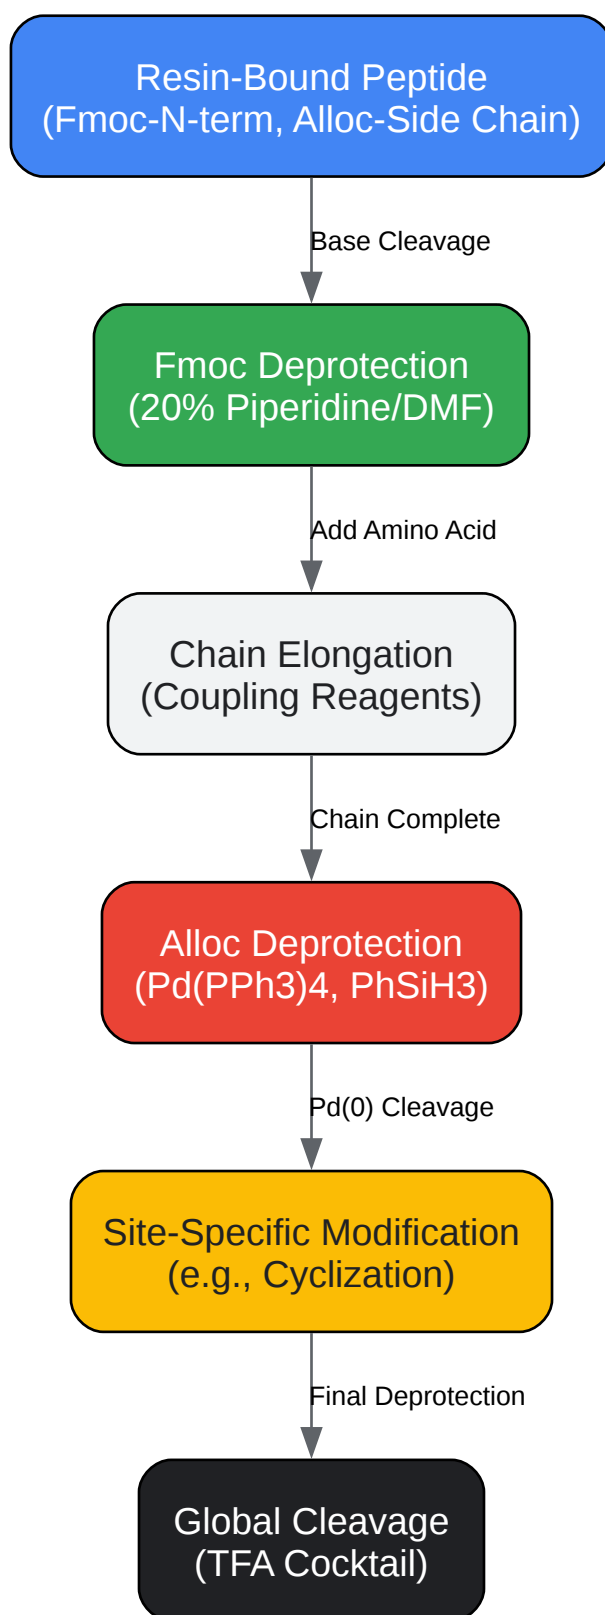 Resin-Bound Peptide
(Fmoc-N-term, Alloc-Side Chain)
Base Cleavage
Fmoc Deprotection
(20% Piperidine/DMF)
Add Amino Acid
Chain Elongation
(Coupling Reagents)
Chain Complete
Alloc Deprotection
(Pd(PPh3)4, PhSiH3)
Pd(0) Cleavage
Site-Specific Modification
(e.g., Cyclization)
Final Deprotection
Global Cleavage
(TFA Cocktail)